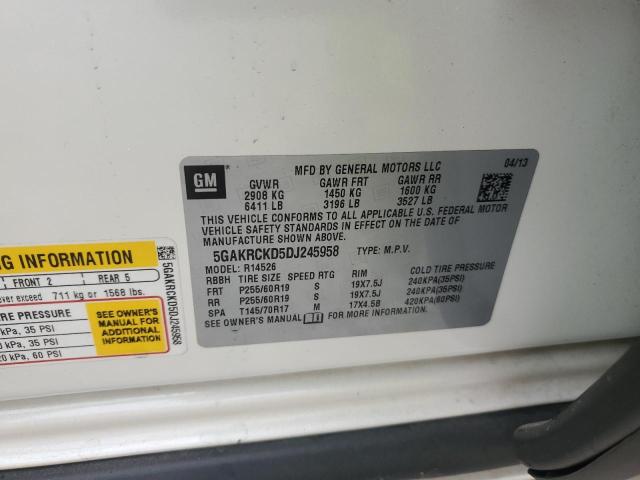 GM
MFD BY GENERAL MOTORS LLC
04/13
GVWR GAWR FRT GAWR RR
2908 KG 1450 KG 1600 KG
6411 LB 3196 LB 3527 LB
THIS VEHICLE CONFORMS TO ALL APPLICABLE U.S. FEDERAL MOTOR
VEHICLE SAFETY STANDARDS IN EFFECT ON THE DATE OF
MANUFACTURE SHOWN ABOVE.
5GAKRCKD5DJ245958 TYPE: M.P.V.
MODEL: R14526
RBBH TIRE SIZE SPEED RTG RIM COLD TIRE PRESSURE
FRT P255/60R19 S 19X7.5J 240KPA(35PSI)
RR P255/60R19 S 19X7.5J 240KPA(35PSI)
SPA T145/70R17 M 17X4.5B 420KPA(60PSI)
SEE OWNER'S MANUAL FOR MORE INFORMATION.
NG INFORMATION
FRONT 2 REAR 5
ever exceed 711 kg or 1568 lbs.
RE PRESSURE
kPa, 35 PSI
kPa, 35 PSI
20 kPa, 60 PSI
SEE OWNER'S
MANUAL FOR
ADDITIONAL
INFORMATION
5GAKRCKD5DJ245958